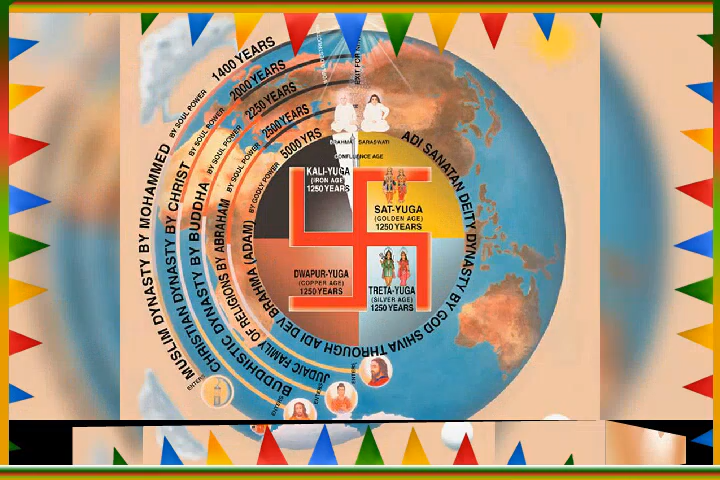 1400 YEARS
2000 YEARS
2250 YEARS
2500 YEARS
5000 YRS
MUSLIM DYNASTY BY MOHAMMED BY SOUL POWER
CHRISTIAN DYNASTY BY CHRIST BY SOUL POWER
BUDDHISTIC DYNASTY BY BUDDHA BY SOUL POWER
JUDAIC FAMILY OF RELIGIONS BY ABRAHAM BY SOUL POWER
ADI SANATAN DEITY DYNASTY BY GOD SHIVA THROUGH ADI DEV BRAHMA (ADAM) BY GODLY POWER
BRAHMA SARASWATI
CONFLUENCE AGE
KALI-YUGA
(IRON AGE)
1250 YEARS
SAT-YUGA
(GOLDEN AGE)
1250 YEARS
DWAPUR-YUGA
(COPPER AGE)
1250 YEARS
TRETA-YUGA
(SILVER AGE)
1250 YEARS
ENTERS